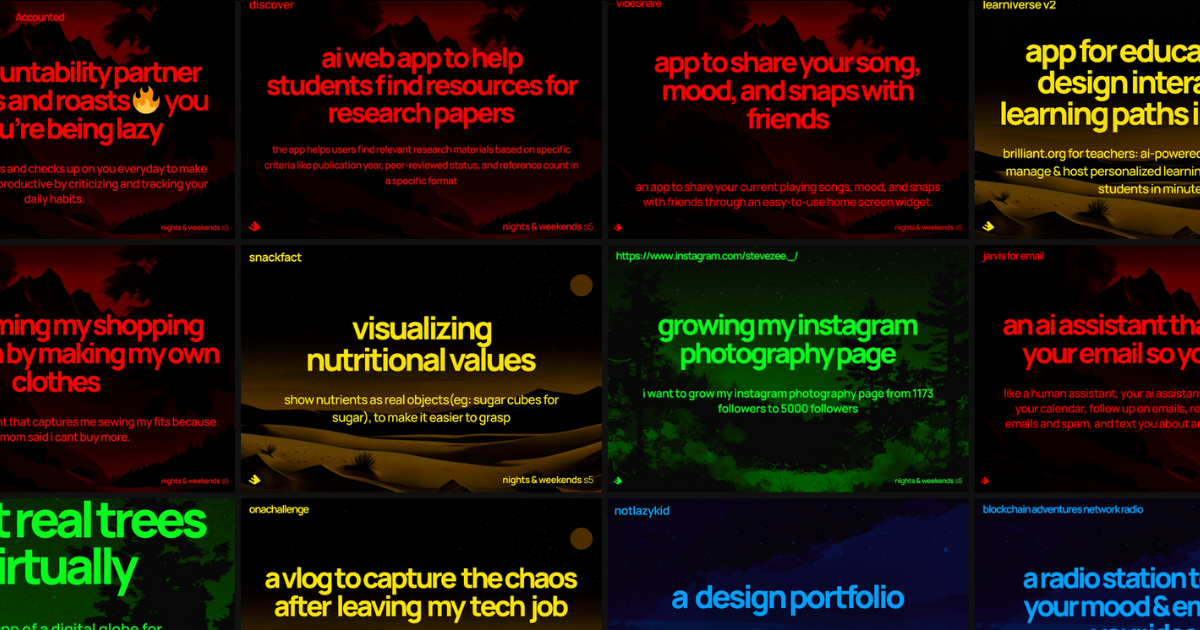 Accounted
untability partner
s and roasts🔥 you
u're being lazy
s and checks up on you everyday to make
productive by criticizing and tracking your
daily habits.
nights & weekends s5
discover
ai web app to help
students find resources for
research papers
the app helps users find relevant research materials based on specific
criteria like publication year, peer-reviewed status, and reference count in
a specific format
nights & weekends s5
VibeShare
app to share your song,
mood, and snaps with
friends
an app to share your current playing songs, mood, and snaps
with friends through an easy-to-use home screen widget.
nights & weekends s5
learniverse v2
app for educa
design intera
learning paths i
brilliant.org for teachers: ai-powered
manage & host personalized learnin
students in minute
ming my shopping
n by making my own
clothes
nt that captures me sewing my fits because
mom said i cant buy more.
nights & weekends s5
snackfact
visualizing
nutritional values
show nutrients as real objects(eg: sugar cubes for
sugar), to make it easier to grasp
nights & weekends s5
https://www.instagram.com/stevezee._/
growing my instagram
photography page
i want to grow my instagram photography page from 1173
followers to 5000 followers
nights & weekends s5
jarvis for email
an ai assistant tha
your email so yo
like a human assistant, your ai assistan
your calendar, follow up on emails, re
emails and spam, and text you about an
t real trees
irtually
app of a digital globe for
onachallenge
a vlog to capture the chaos
after leaving my tech job
notlazykid
a design portfolio
blockchain adventures network radio
a radio station t
your mood & em